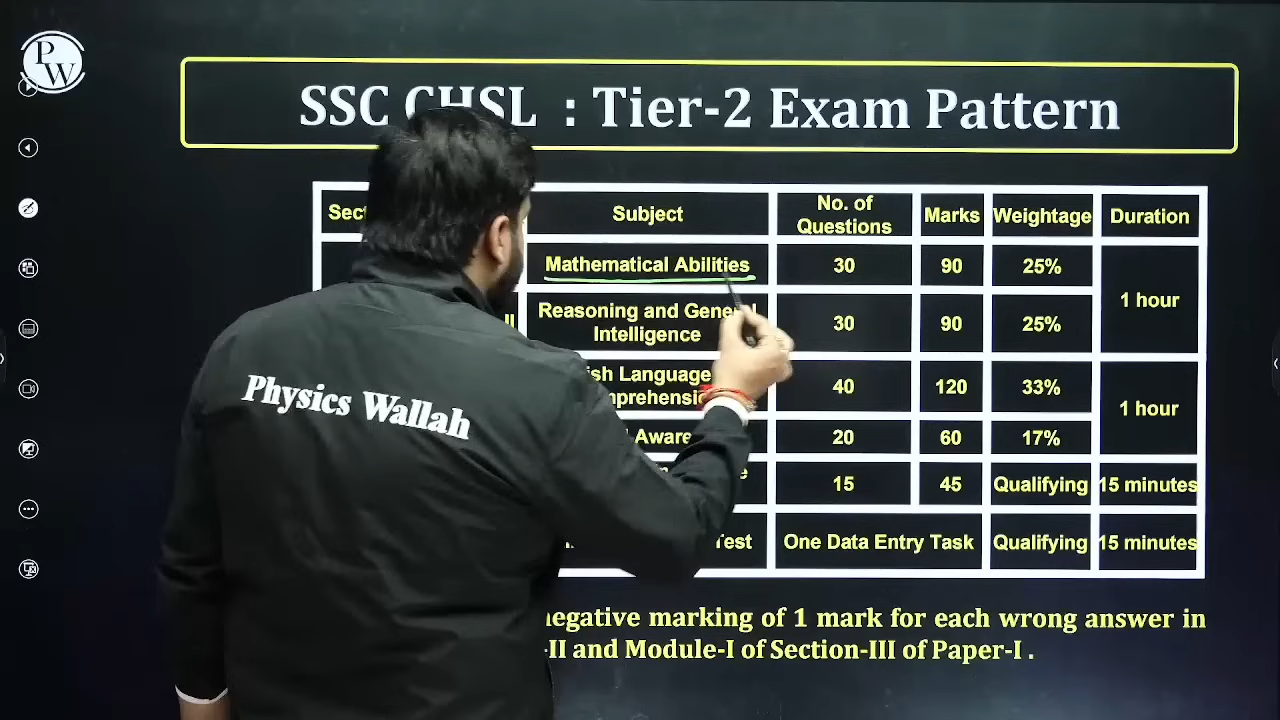 PW
SSC CHSL : Tier-2 Exam Pattern
Subject
No. of
Questions
Marks
Weightage
Duration
Mathematical Abilities
30
90
25%
1 hour
Reasoning and General
Intelligence
30
90
25%
Language
40
120
33%
1 hour
20
60
17%
15
45
Qualifying
15 minutes
Test
One Data Entry Task
Qualifying
15 minutes
negative marking of 1 mark for each wrong answer in
-II and Module-I of Section-III of Paper-I .
Physics Wallah